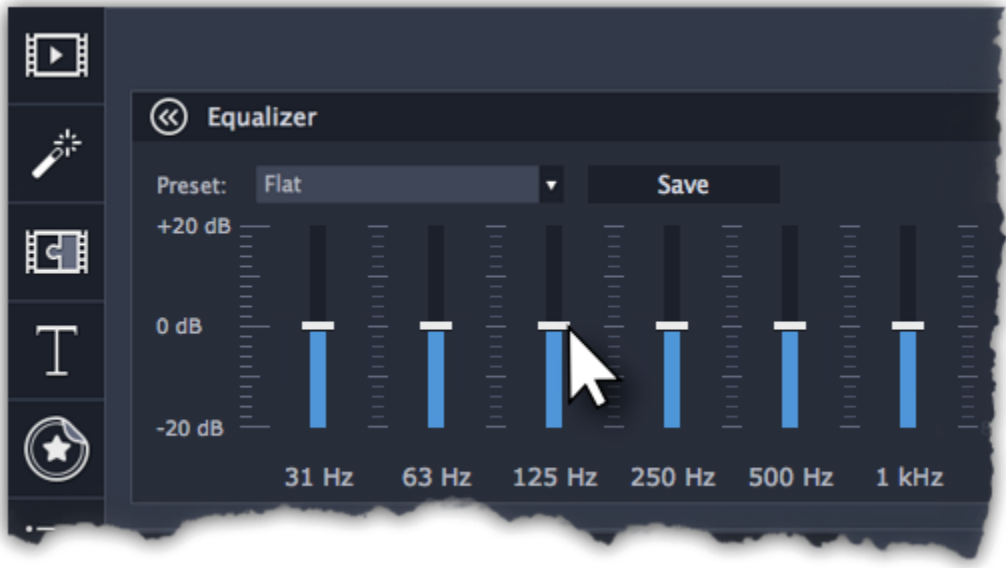 Equalizer
Preset: Flat Save
+20 dB
0 dB
-20 dB
31 Hz 63 Hz 125 Hz 250 Hz 500 Hz 1 kHz